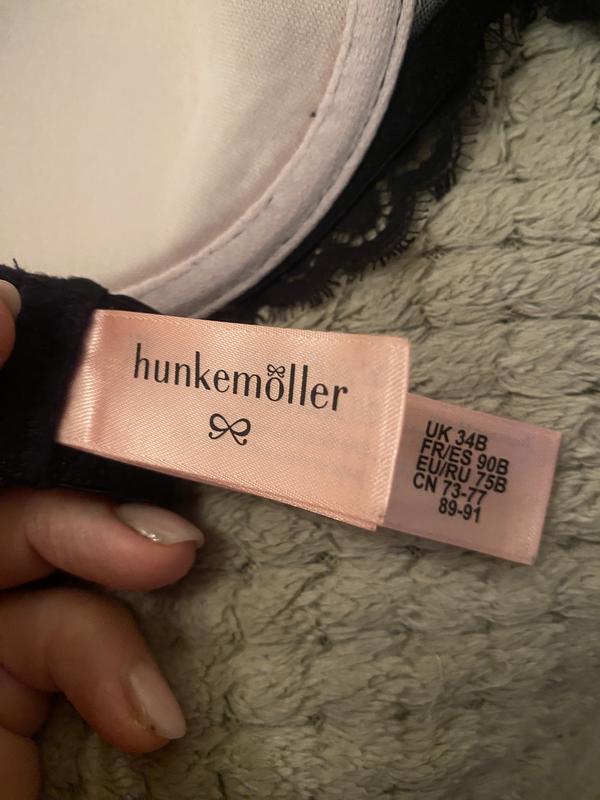 hunkemöller
UK 34B
FR/ES 90B
EU/RU 75B
CN 73-77
89-91